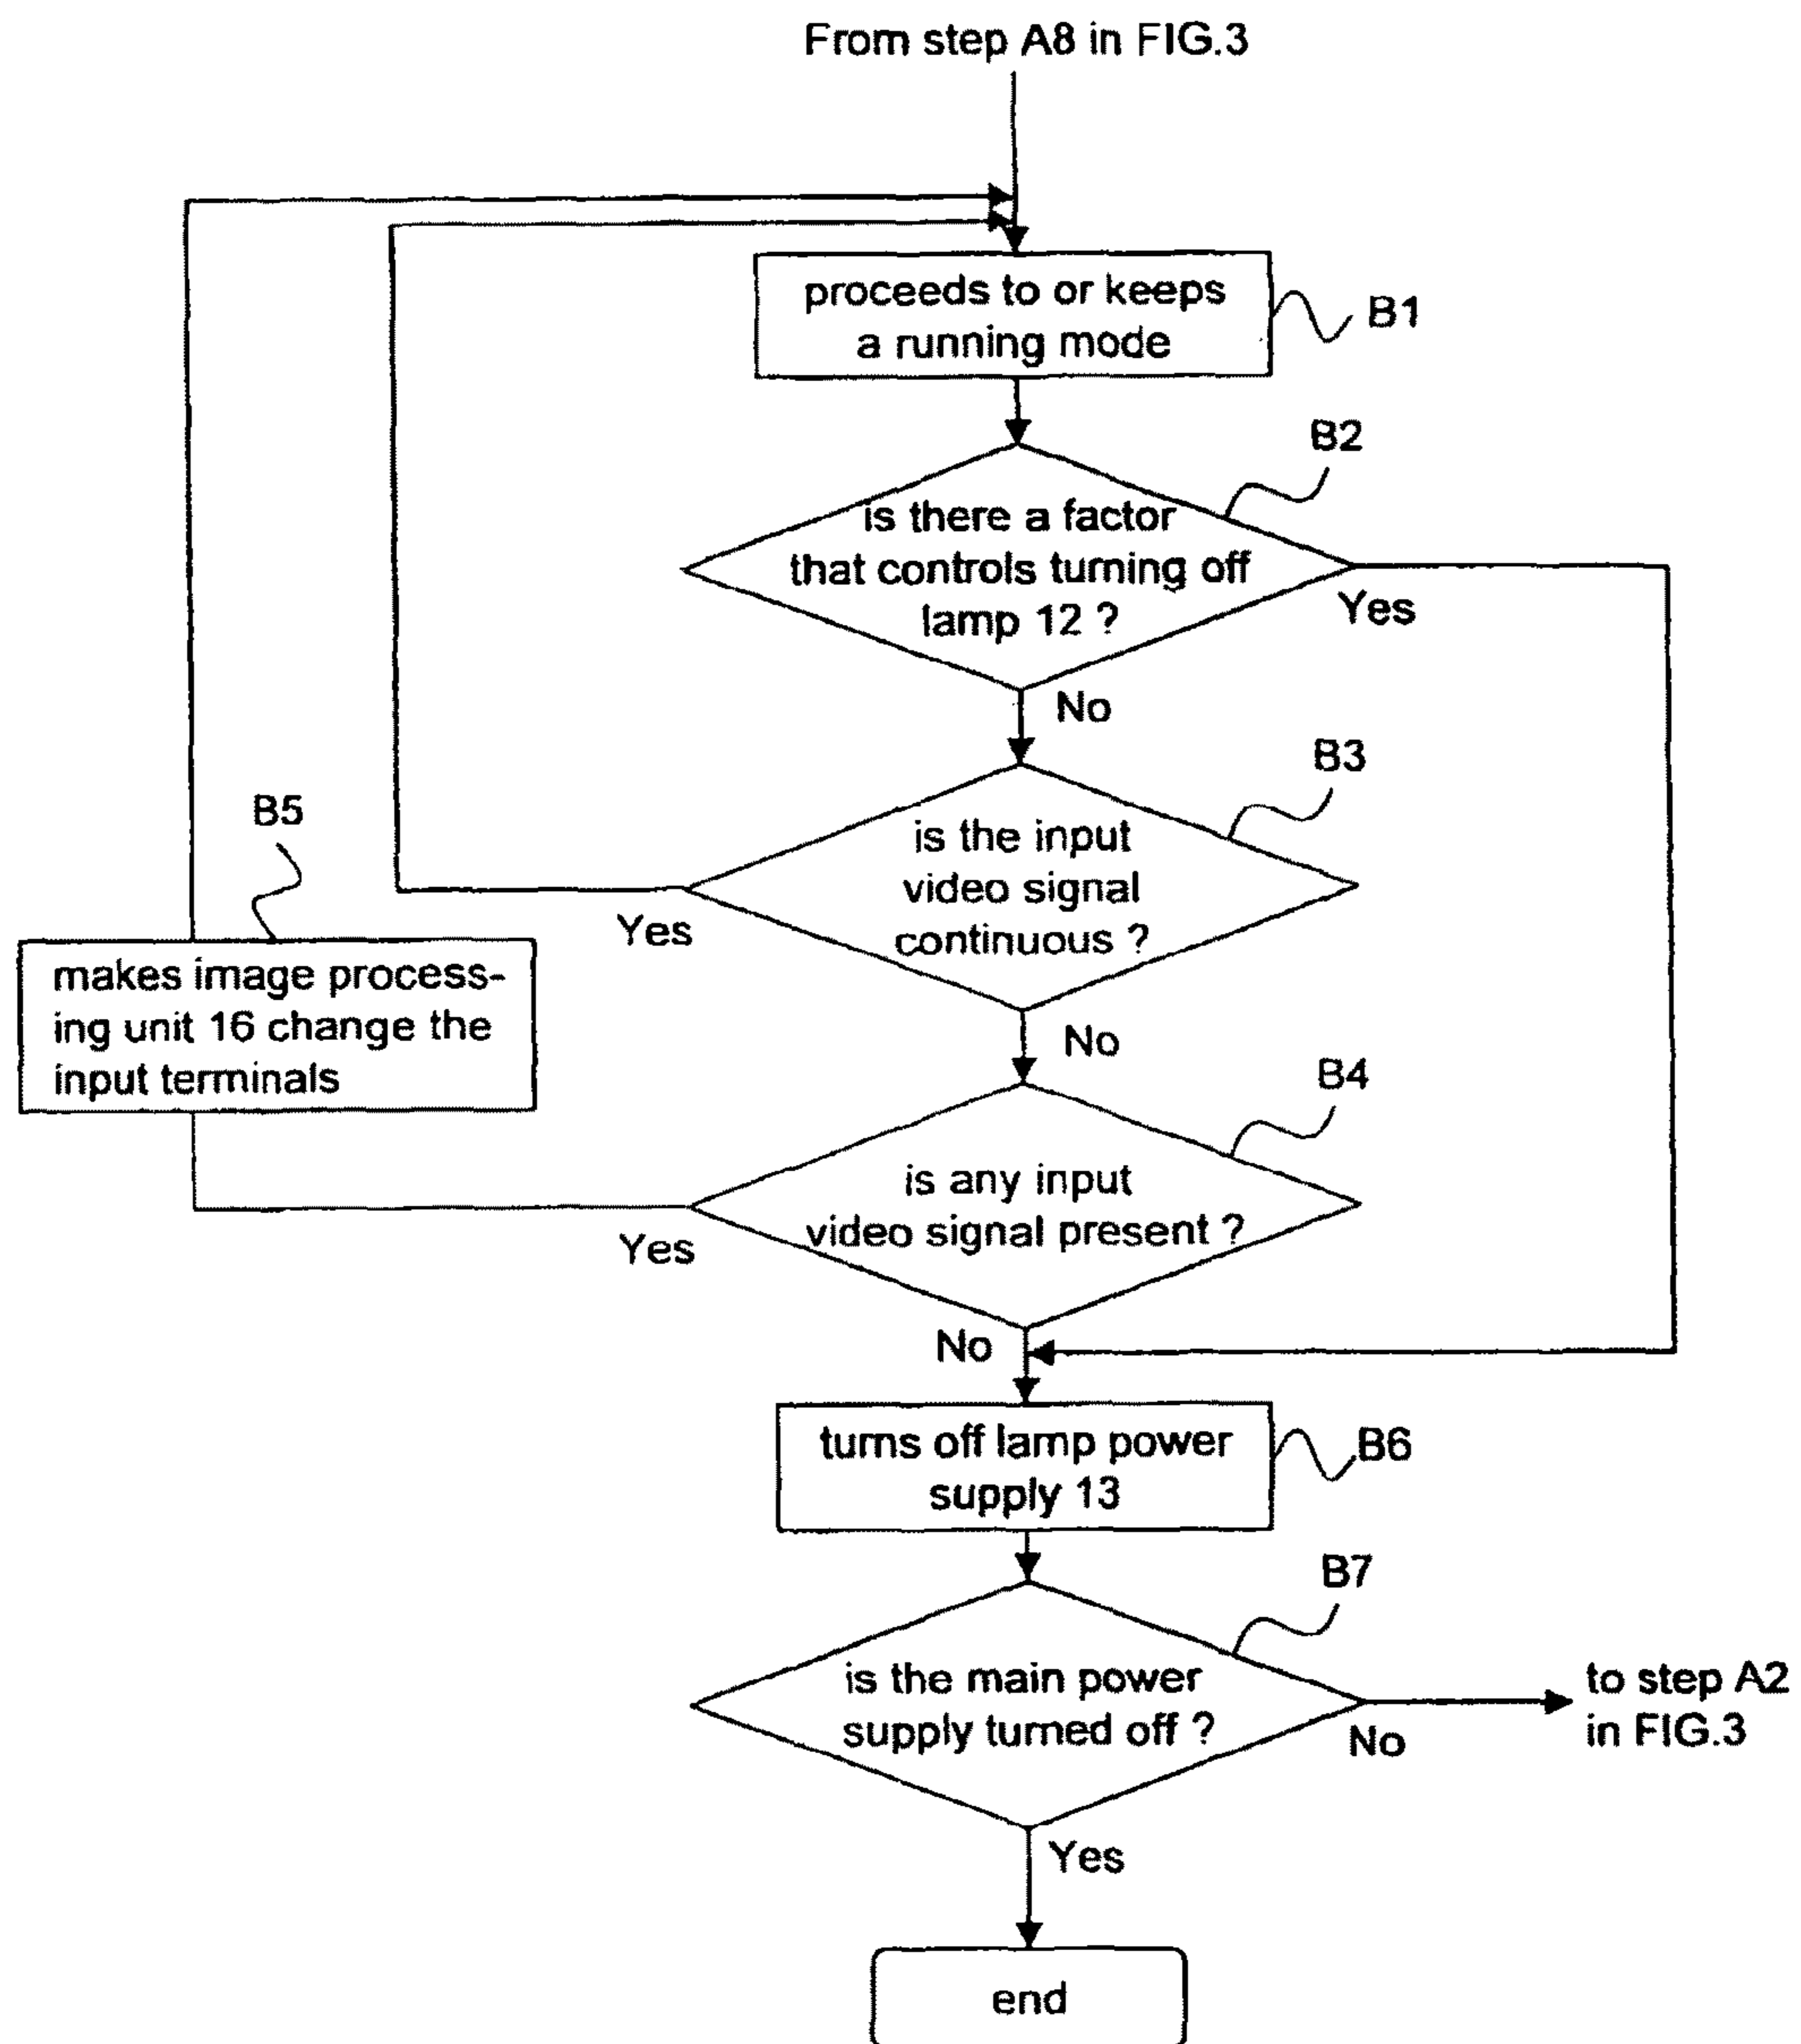 From step A8 in FIG.3
proceeds to or keeps
a running mode
B1
B2
is there a factor
that controls turning off
lamp 12 ?
Yes
No
B3
is the input
video signal
continuous ?
Yes
No
B5
makes image process-
ing unit 16 change the
input terminals
B4
is any input
video signal present ?
Yes
No
turns off lamp power
supply 13
B6
B7
is the main power
supply turned off ?
No
to step A2
in FIG.3
Yes
end